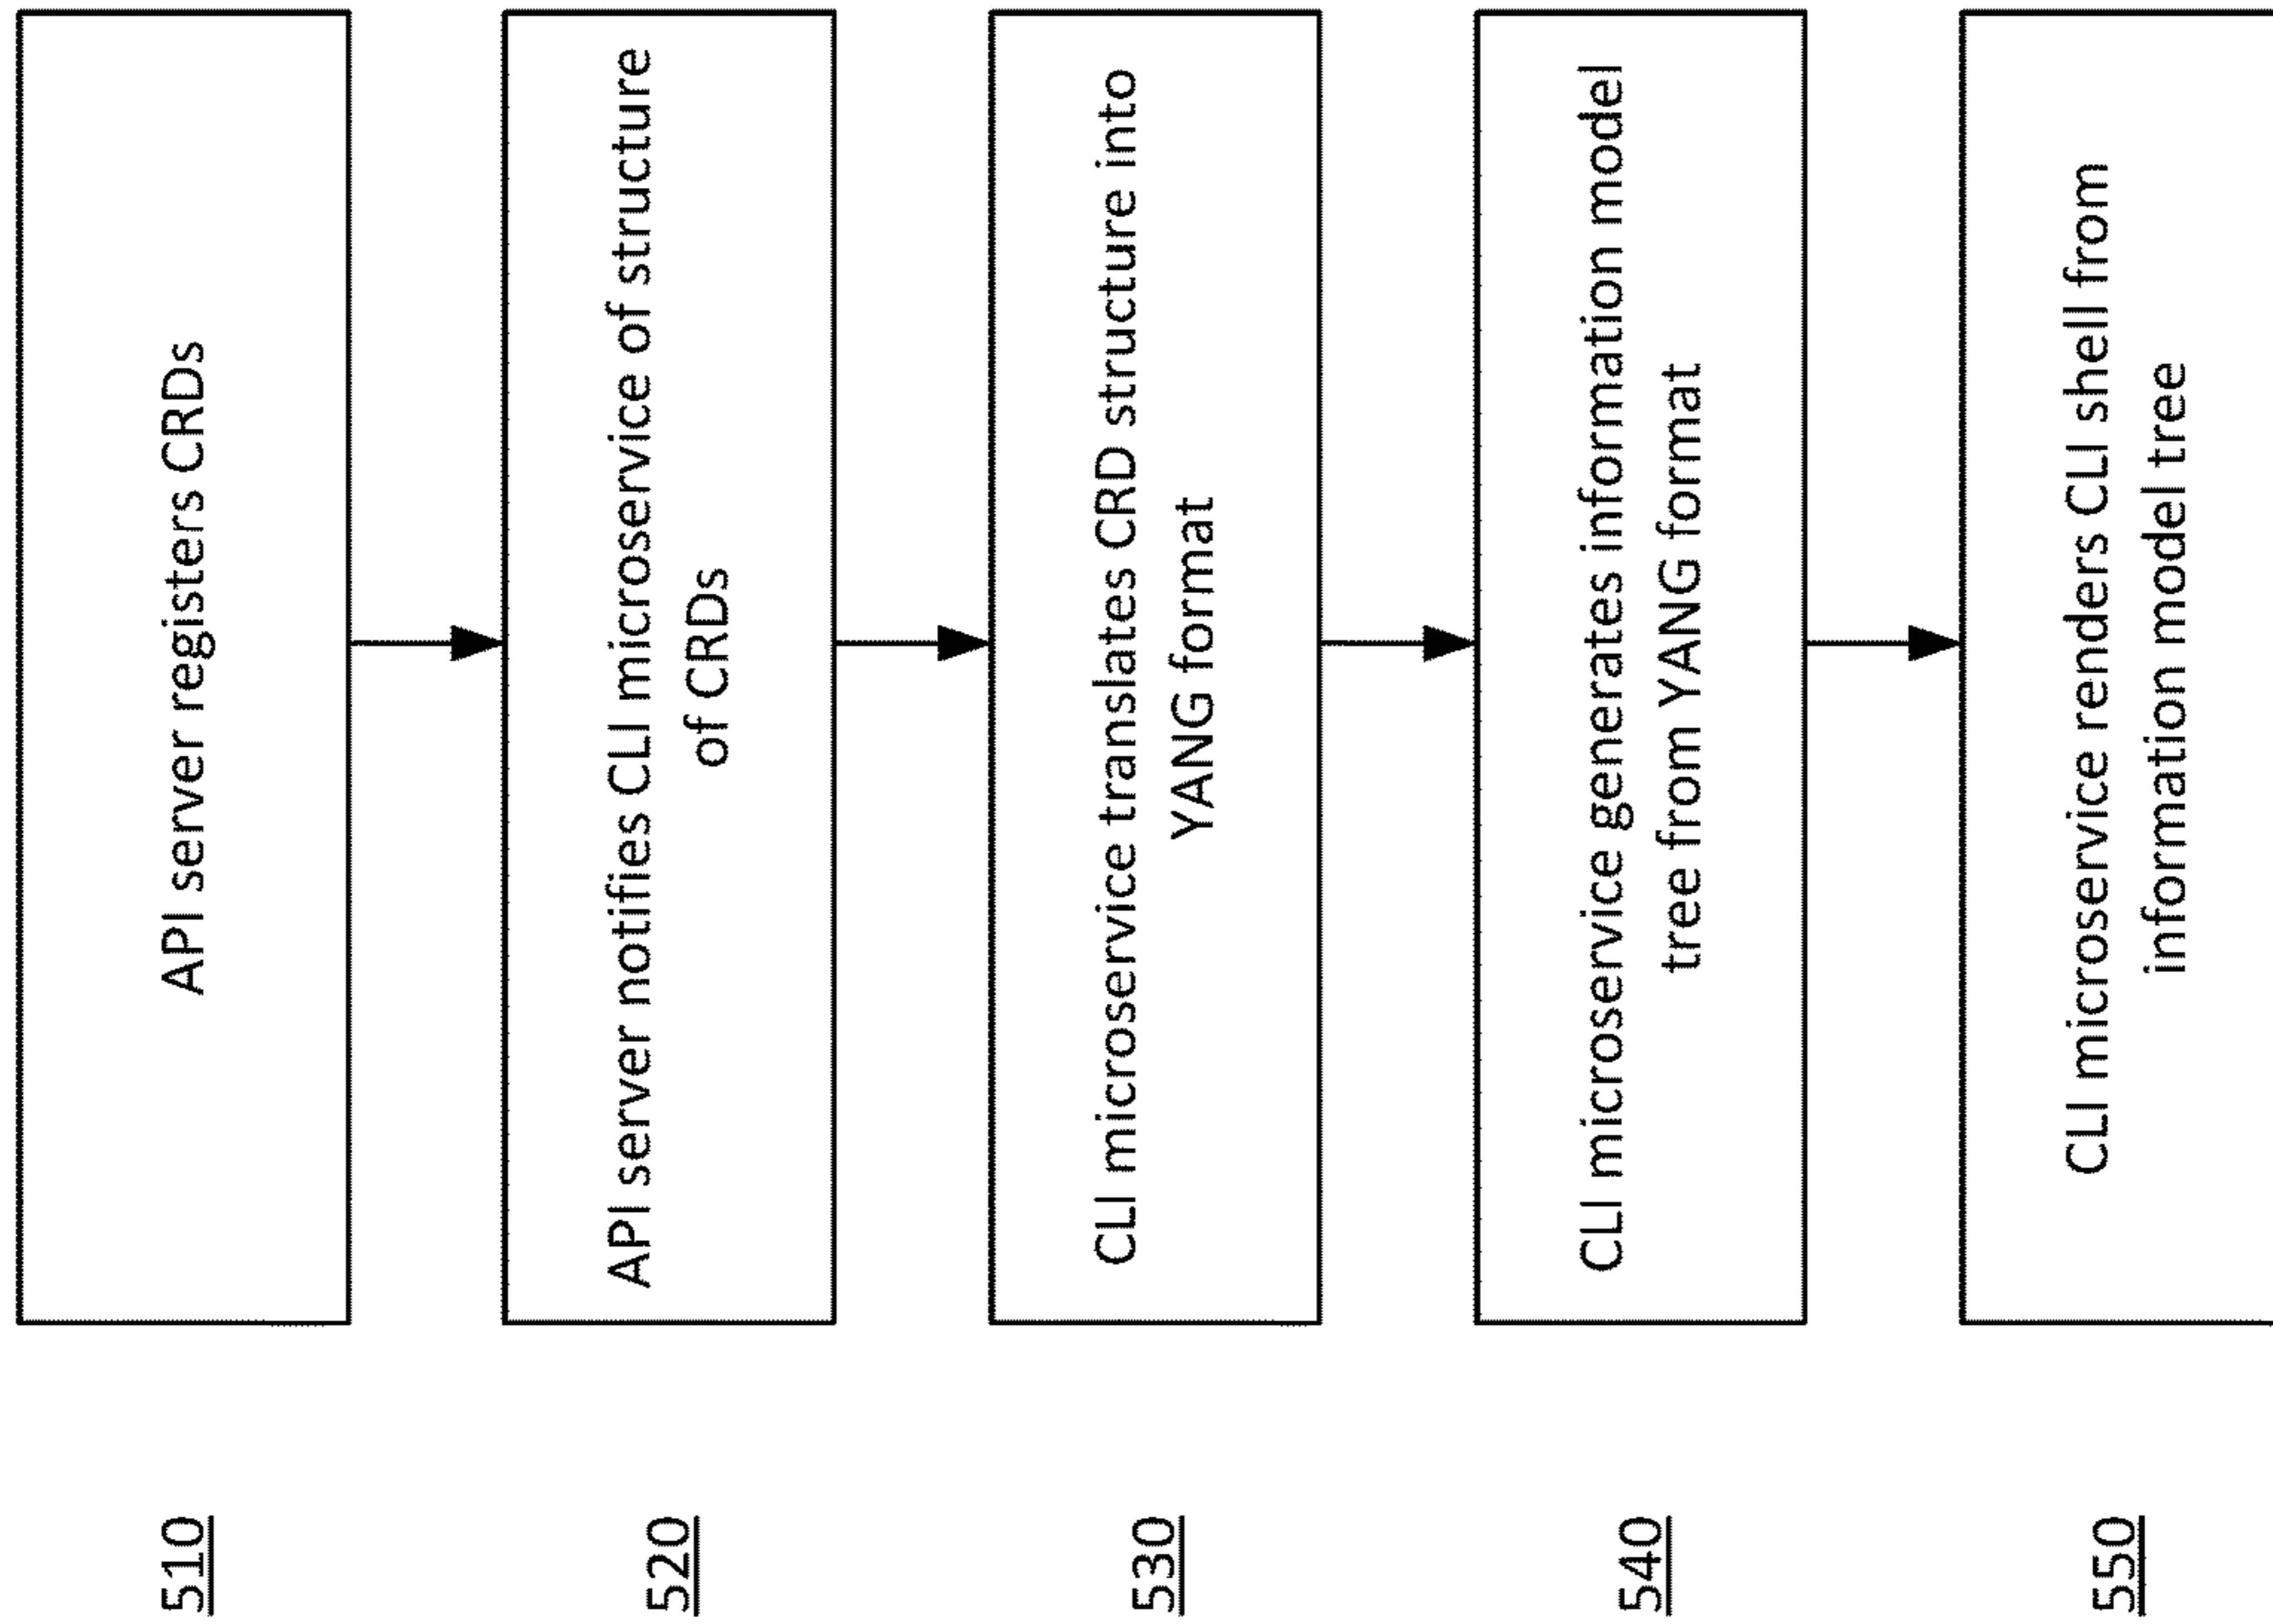 510
API server registers CRDs
520
API server notifies CLI microservice of structure
of CRDs
530
CLI microservice translates CRD structure into
YANG format
540
CLI microservice generates information model
tree from YANG format
550
CLI microservice renders CLI shell from
information model tree